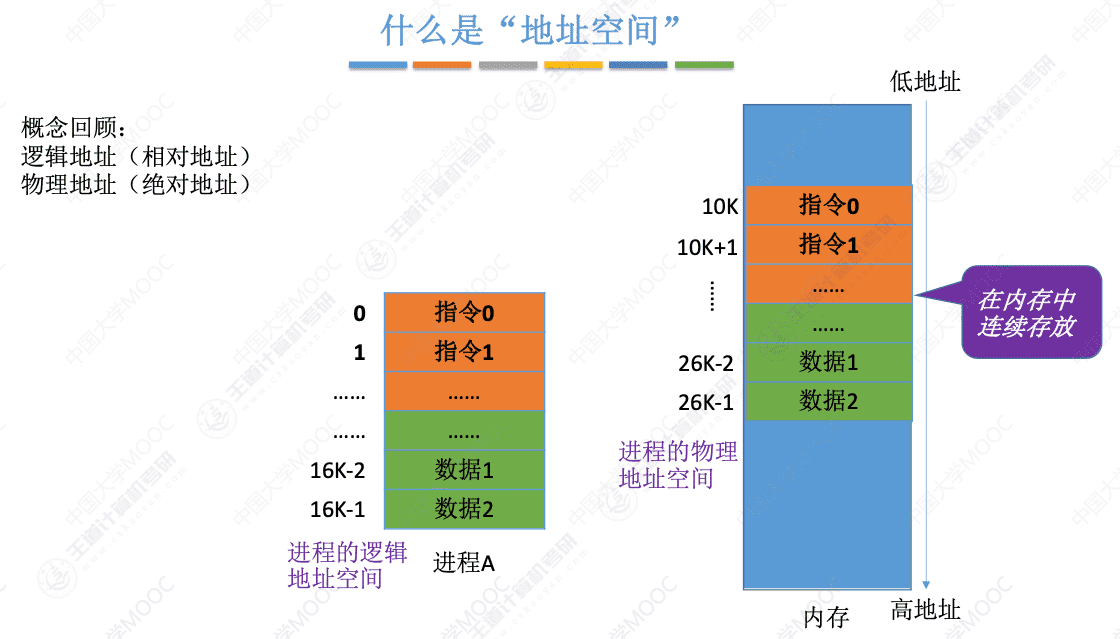 什么是“地址空间”
概念回顾：
逻辑地址（相对地址）
物理地址（绝对地址）
0
指令0
1
指令1
……
……
……
……
16K-2
数据1
16K-1
数据2
进程的逻辑
地址空间
进程A
低地址
10K
指令0
10K+1
指令1
……
……
……
26K-2
数据1
26K-1
数据2
进程的物理
地址空间
在内存中
连续存放
内存
高地址
中国大学MOOC
王道计算机考研